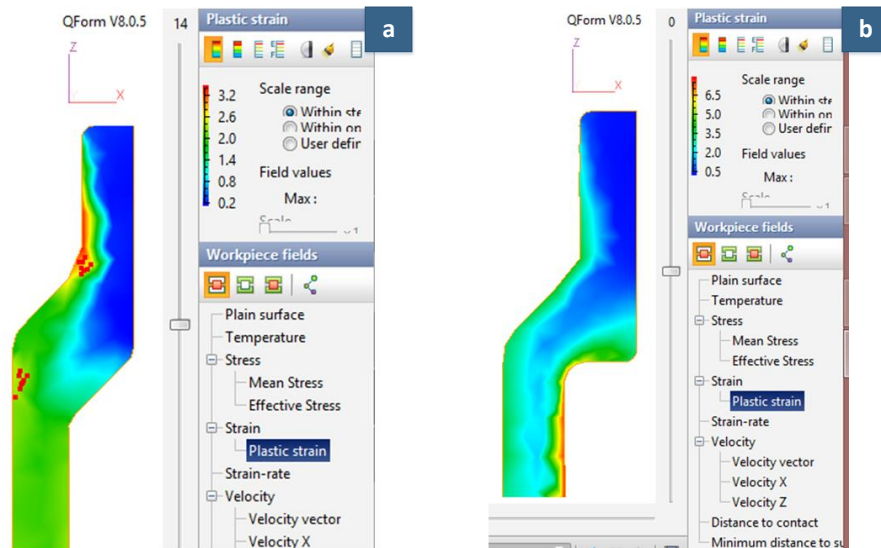 QForm V8.0.5
14
Plastic strain
a
Z
X
3.2
2.6
2.0
1.4
0.8
0.2
Scale range
Within ste
Within on
User defir
Field values
Max :
Scale
x1
Workpiece fields
Plain surface
Temperature
Stress
Mean Stress
Effective Stress
Strain
Plastic strain
Strain-rate
Velocity
Velocity vector
Velocity X
QForm V8.0.5
0
Plastic strain
b
Z
X
6.5
5.0
3.5
2.0
0.5
Scale range
Within ste
Within on
User defir
Field values
Max :
Scale
Workpiece fields
Plain surface
Temperature
Stress
Mean Stress
Effective Stress
Strain
Plastic strain
Strain-rate
Velocity
Velocity vector
Velocity X
Velocity Z
Distance to contact
Minimum distance to su